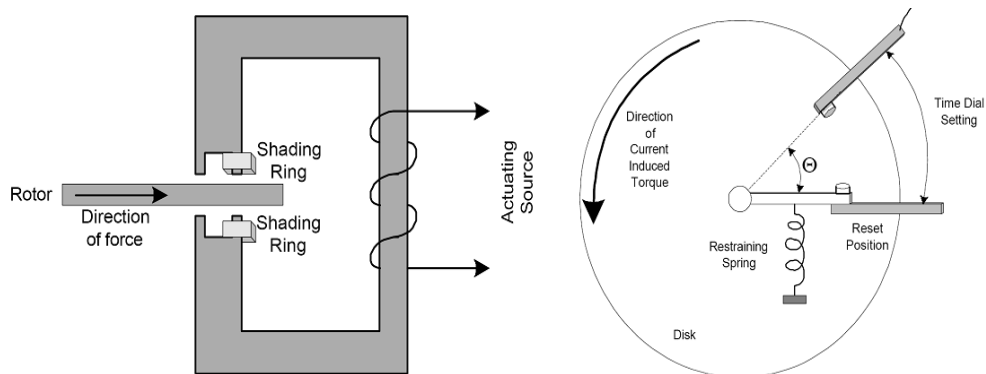 Shading
Ring
Rotor
Direction
of force
Shading
Ring
Actuating
Source
Direction
of
Current
Induced
Torque
Time Dial
Setting
Θ
Reset
Position
Restraining
Spring
Disk